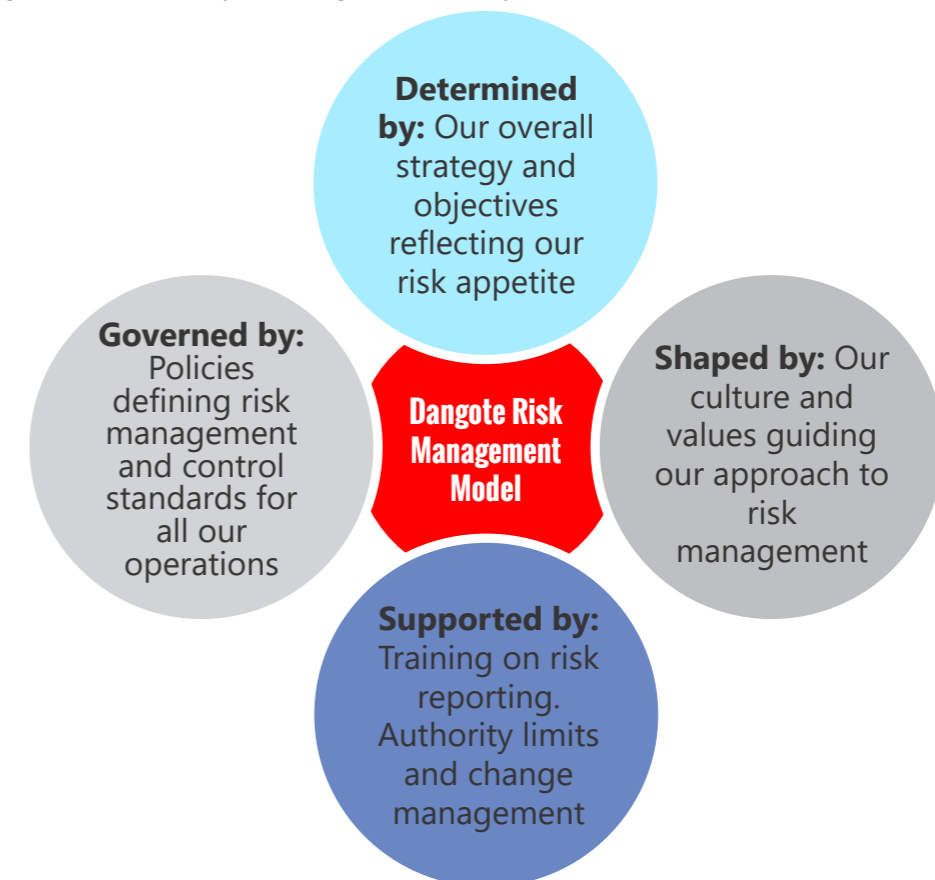 Determined
by: Our overall
strategy and
objectives
reflecting our
risk appetite
Governed by:
Policies
defining risk
management
and control
standards for
all our
operations
Dangote Risk
Management
Model
Shaped by: Our
culture and
values guiding
our approach to
risk
management
Supported by:
Training on risk
reporting.
Authority limits
and change
management